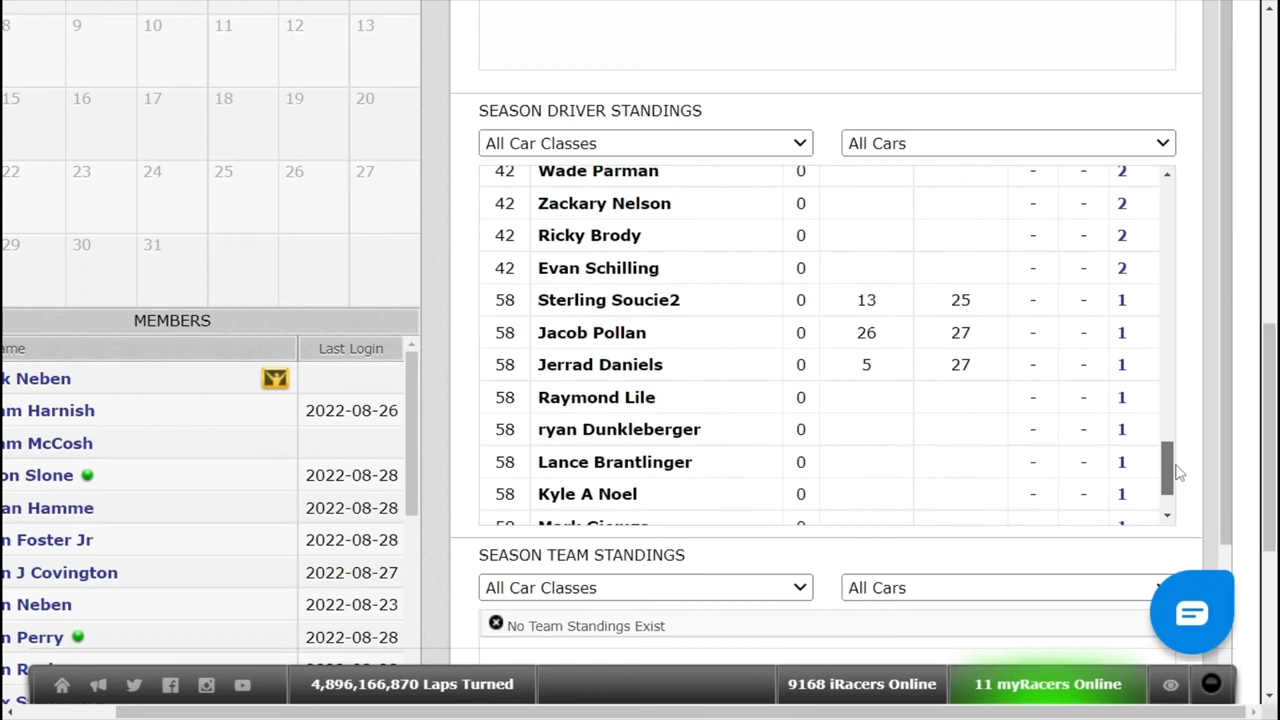 8 9 10 11 12 13
15 16 17 18 19 20
22 23 24 25 26 27
29 30 31
MEMBERS
ame Last Login
k Neben
am Harnish 2022-08-26
am McCosh
on Slone 2022-08-28
an Hamme 2022-08-28
n Foster Jr 2022-08-28
n J Covington 2022-08-27
n Neben 2022-08-23
n Perry 2022-08-28
SEASON DRIVER STANDINGS
All Car Classes All Cars
42 Wade Parman 0 - - 2
42 Zackary Nelson 0 - - 2
42 Ricky Brody 0 - - 2
42 Evan Schilling 0 - - 2
58 Sterling Soucie2 0 13 25 - - 1
58 Jacob Pollan 0 26 27 - - 1
58 Jerrad Daniels 0 5 27 - - 1
58 Raymond Lile 0 - - 1
58 ryan Dunkleberger 0 - - 1
58 Lance Brantlinger 0 - - 1
58 Kyle A Noel 0 - - 1
SEASON TEAM STANDINGS
All Car Classes All Cars
No Team Standings Exist
4,896,166,870 Laps Turned 9168 iRacers Online 11 myRacers Online